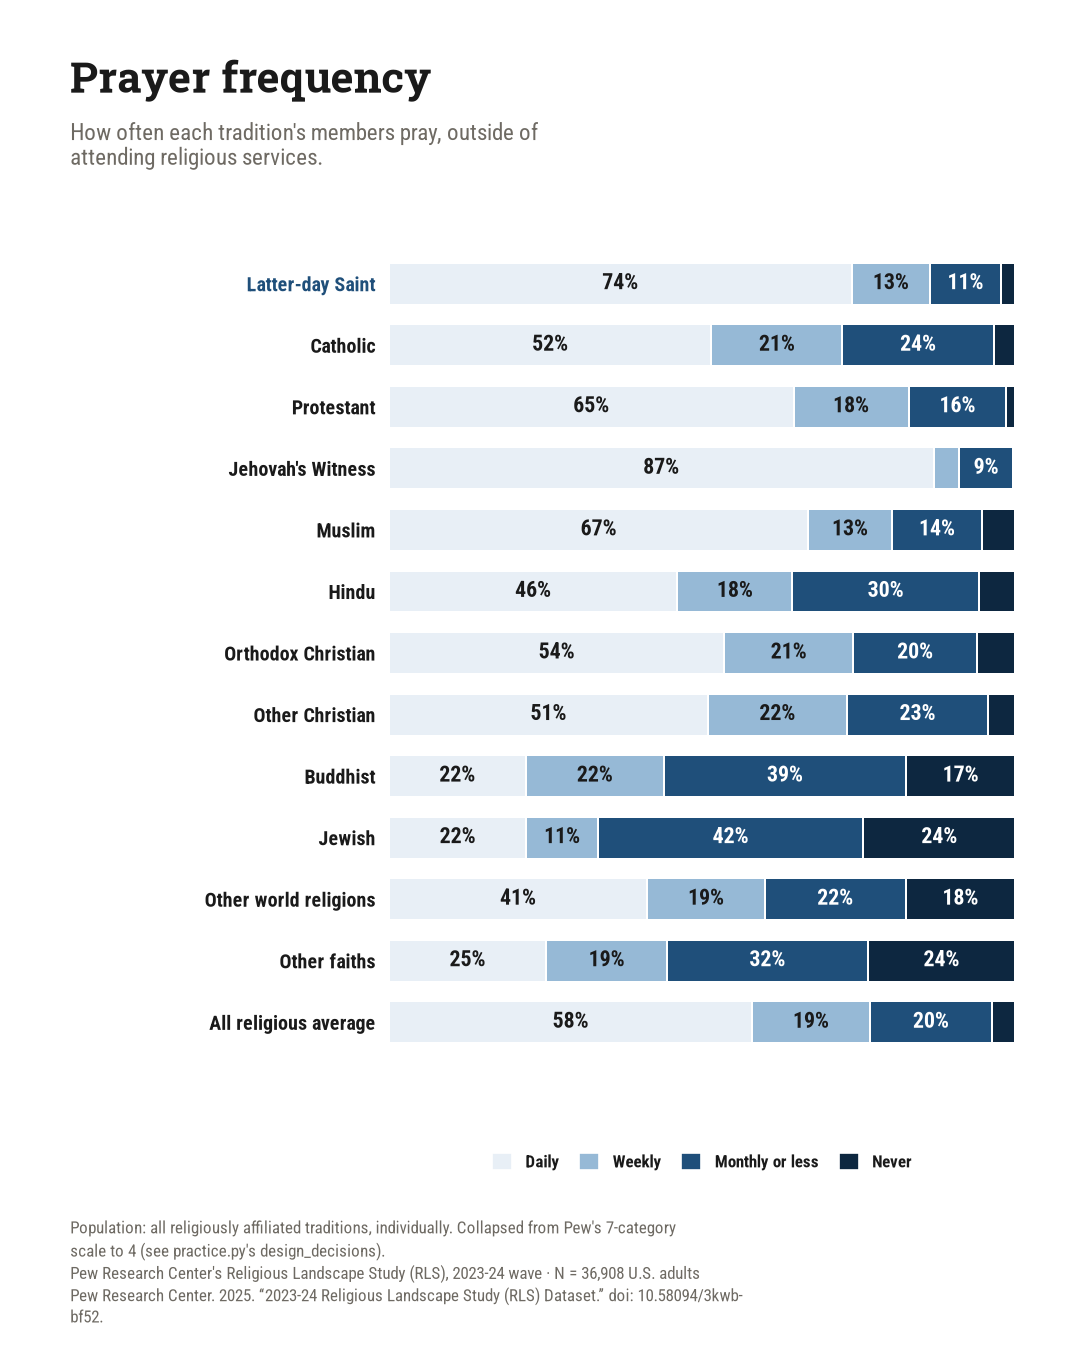 Prayer frequency
How often each tradition's members pray, outside of
attending religious services.
Latter-day Saint 74% 13% 11%
Catholic 52% 21% 24%
Protestant 65% 18% 16%
Jehovah's Witness 87% 9%
Muslim 67% 13% 14%
Hindu 46% 18% 30%
Orthodox Christian 54% 21% 20%
Other Christian 51% 22% 23%
Buddhist 22% 22% 39% 17%
Jewish 22% 11% 42% 24%
Other world religions 41% 19% 22% 18%
Other faiths 25% 19% 32% 24%
All religious average 58% 19% 20%
Daily Weekly Monthly or less Never
Population: all religiously affiliated traditions, individually. Collapsed from Pew's 7-category
scale to 4 (see practice.py's design_decisions).
Pew Research Center's Religious Landscape Study (RLS), 2023-24 wave · N = 36,908 U.S. adults
Pew Research Center. 2025. “2023-24 Religious Landscape Study (RLS) Dataset.” doi: 10.58094/3kwb-
bf52.